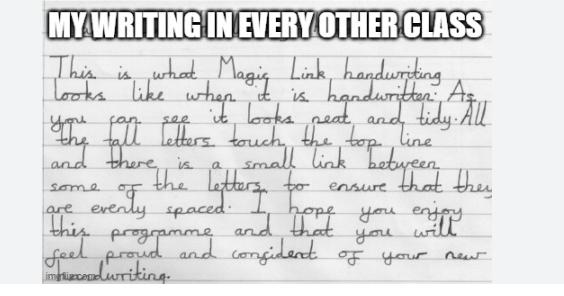 MY WRITING IN EVERY OTHER CLASS
This is what Magic Link handwriting
looks like when it is handwritten. As
you can see it looks neat and tidy. All
the tall letters touch the top line
and there is a small link between
some of the letters to ensure that they
are evenly spaced. I hope you enjoy
this programme and that you will
feel proud and confident of your new
handwriting.
imgflip.com